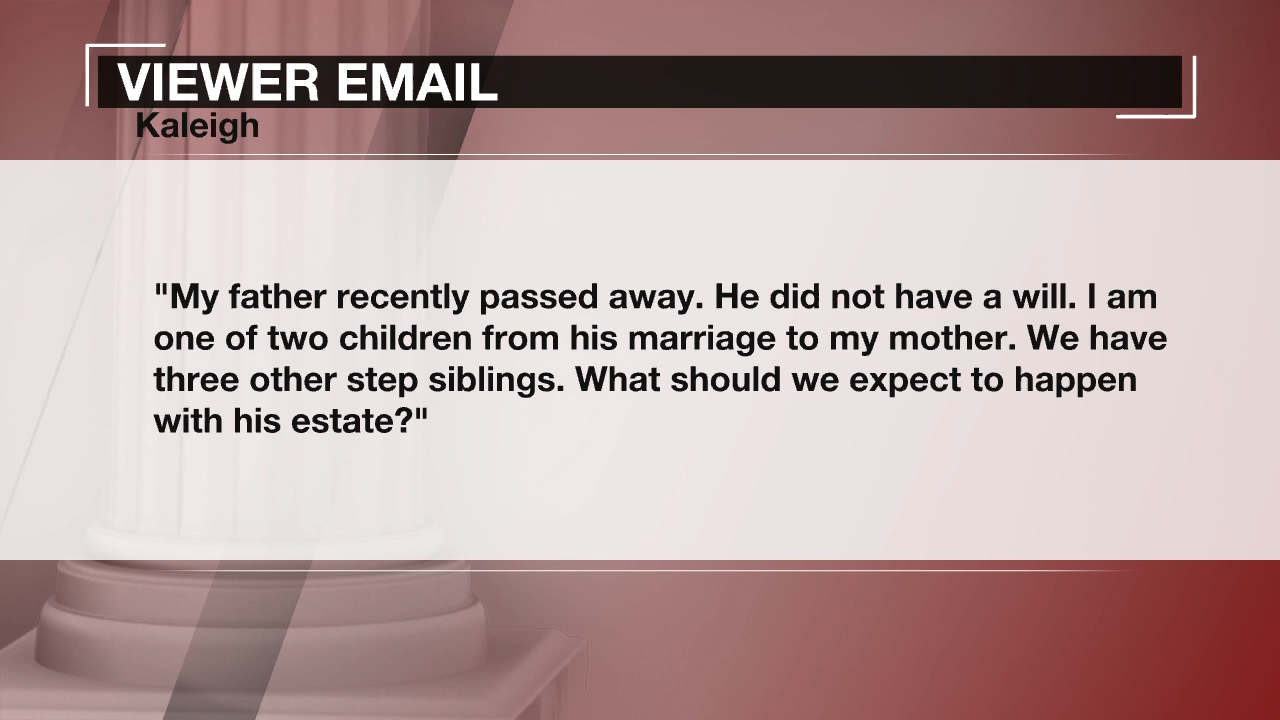 VIEWER EMAIL
Kaleigh
"My father recently passed away. He did not have a will. I am
one of two children from his marriage to my mother. We have
three other step siblings. What should we expect to happen
with his estate?"